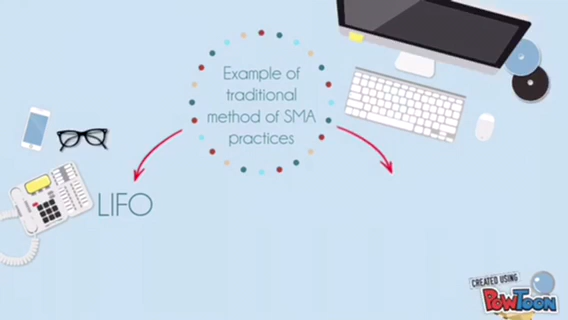 Example of
traditional
method of SMA
practices
LIFO
CREATED USING
POWTOON